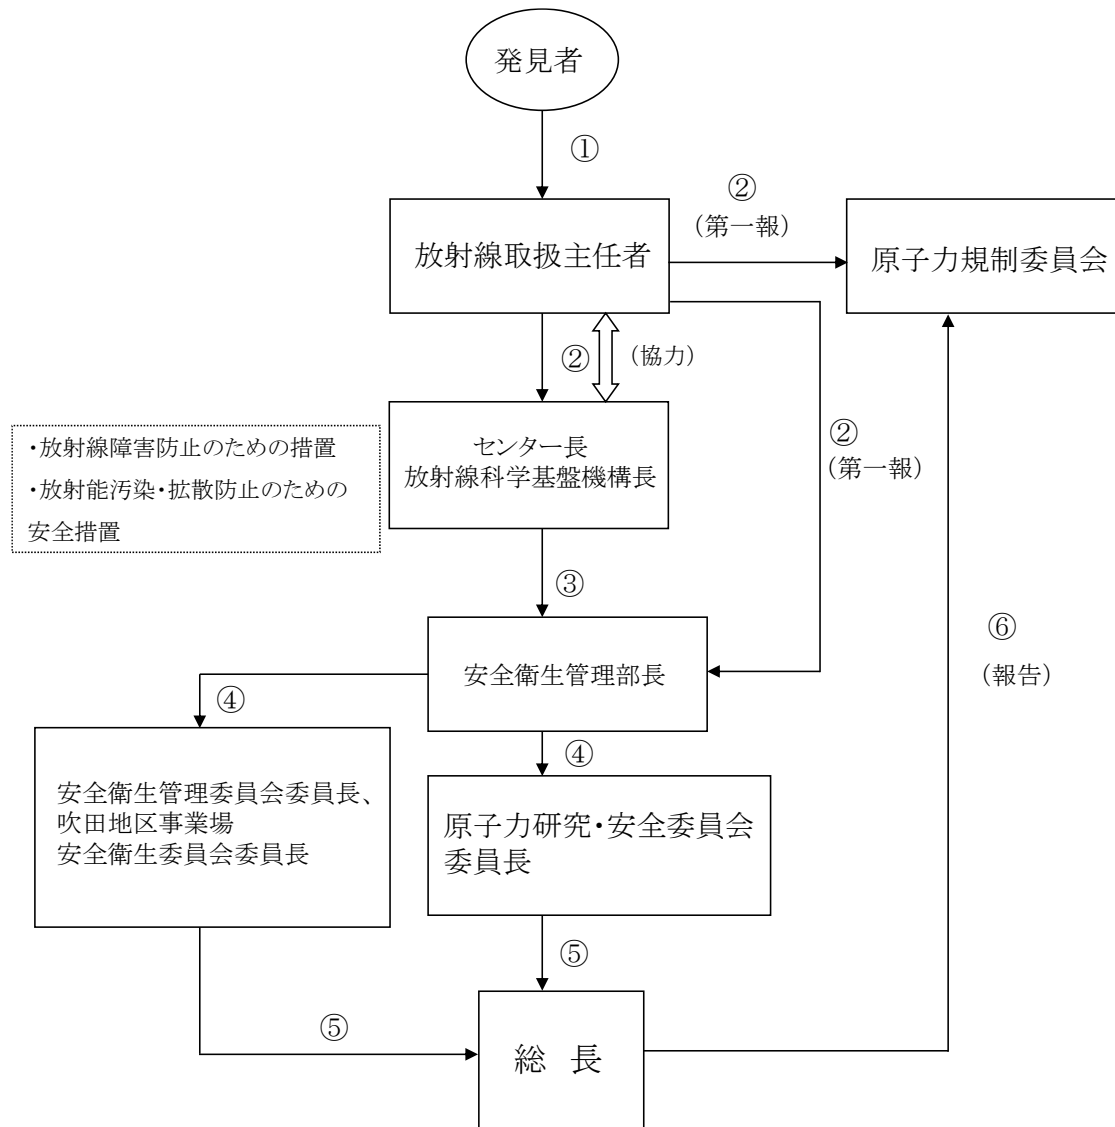 発見者
①
②
(第一報)
放射線取扱主任者
原子力規制委員会
②
(協力)
・放射線障害防止のための措置
・放射能汚染・拡散防止のための
安全措置
センター長
放射線科学基盤機構長
②
(第一報)
③
安全衛生管理部長
⑥
(報告)
④
④
安全衛生管理委員会委員長、
吹田地区事業場
安全衛生委員会委員長
原子力研究・安全委員会
委員長
⑤
⑤
総 長